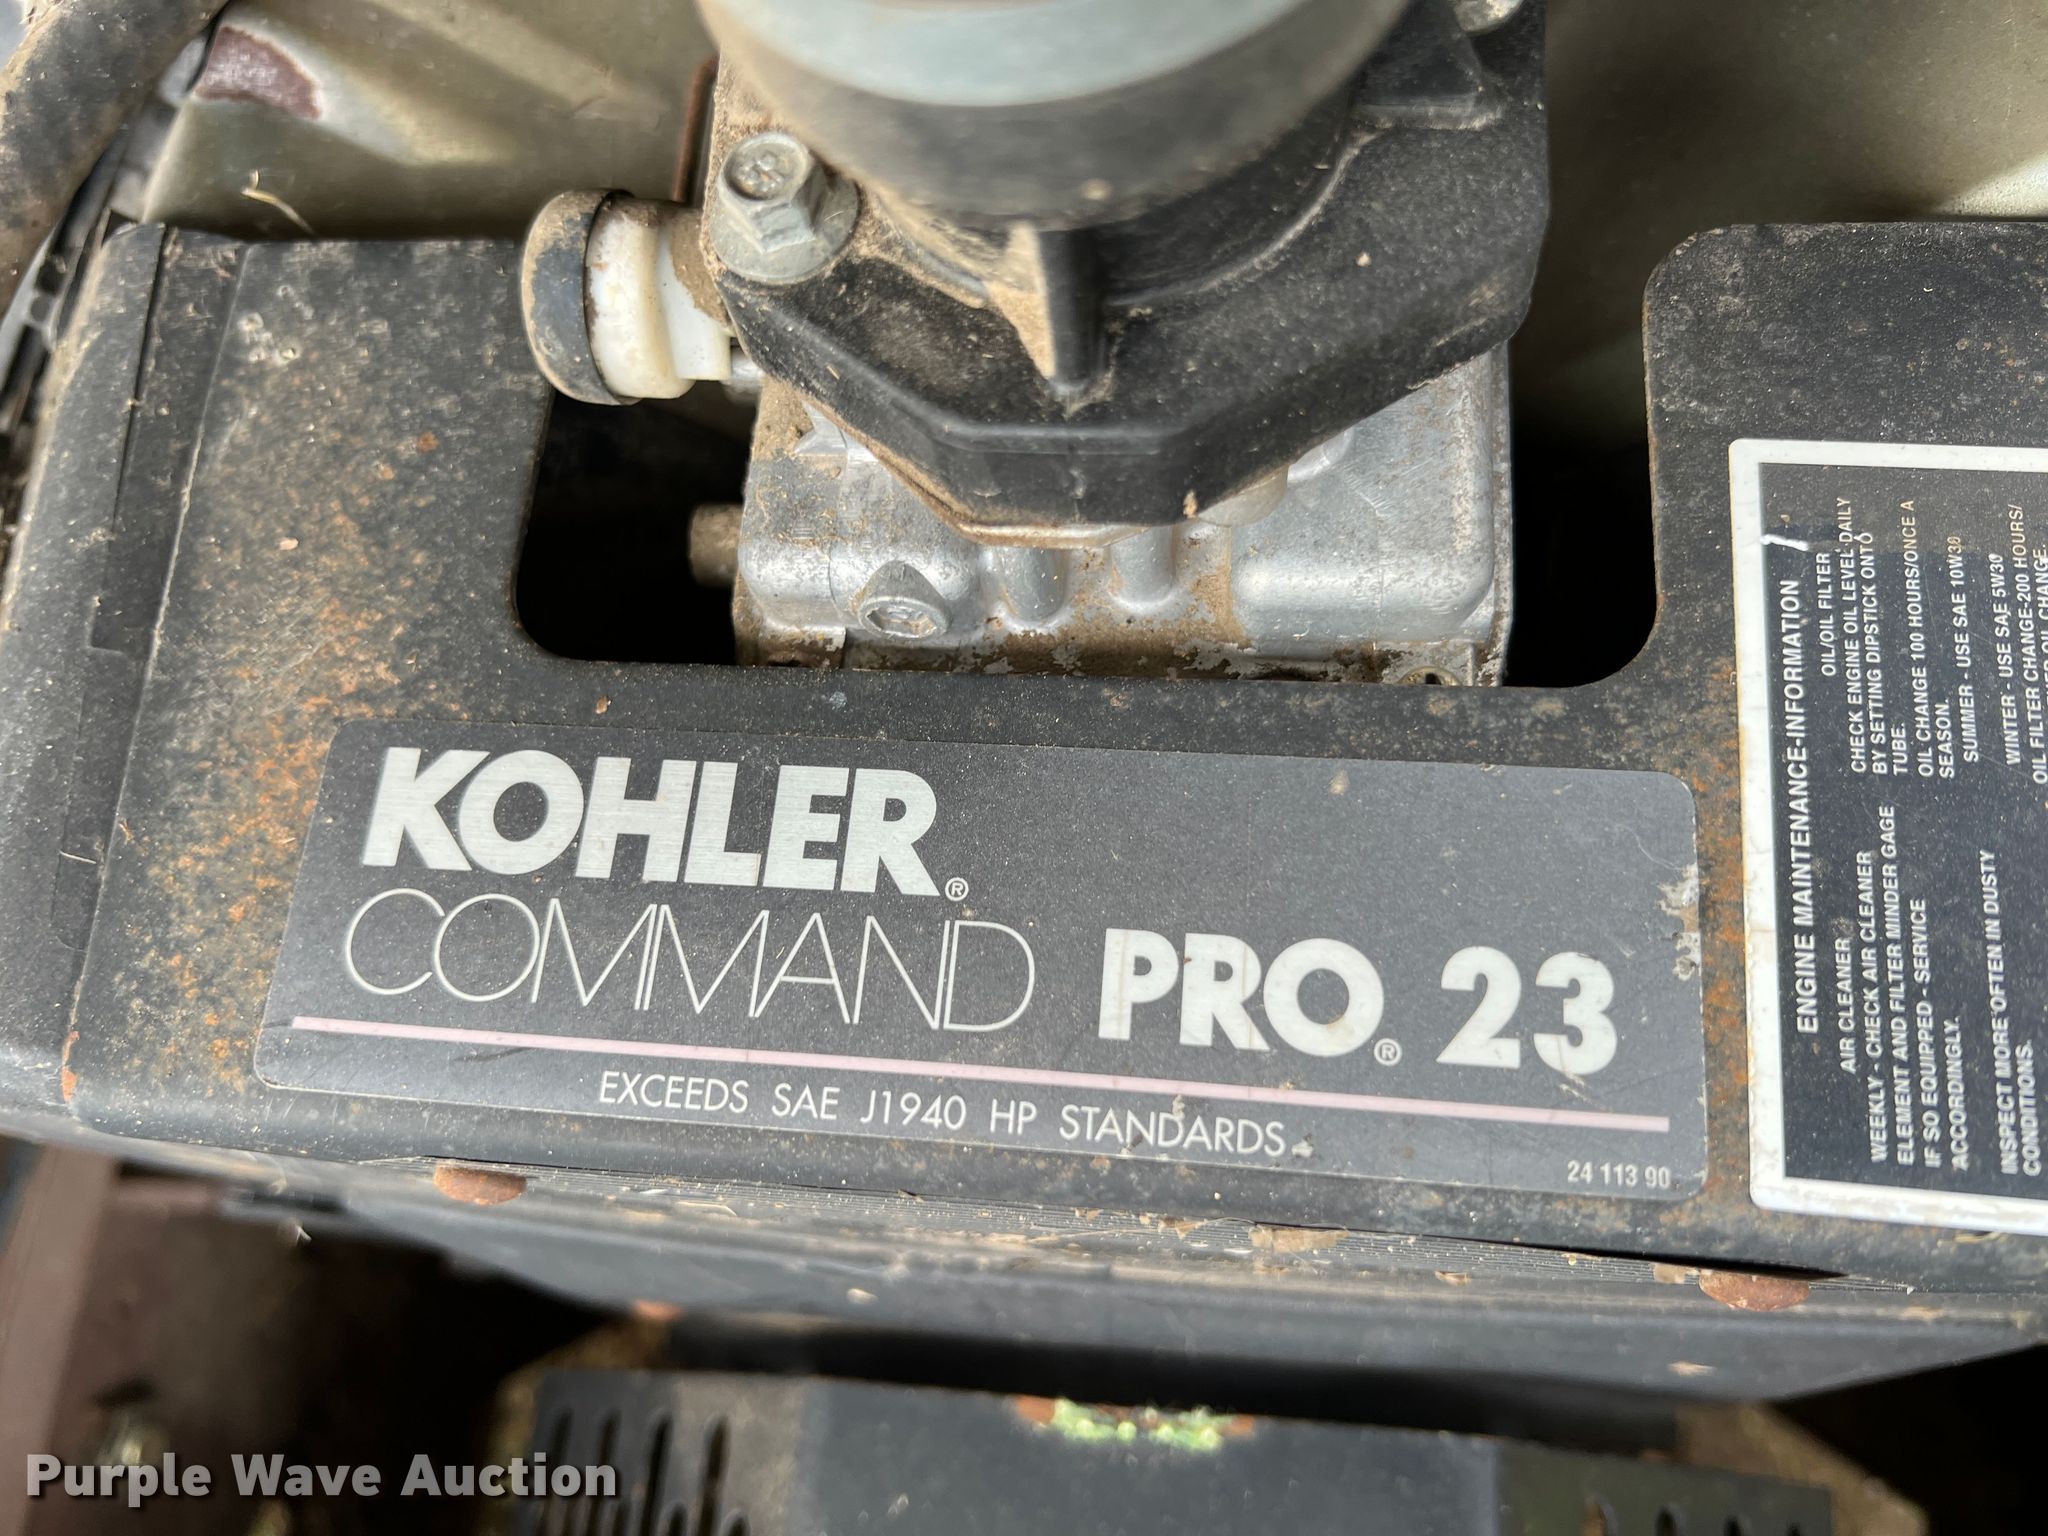 KOHLER®
COMMAND PRO® 23
EXCEEDS SAE J1940 HP STANDARDS
24 113 90
ENGINE MAINTENANCE-INFORMATION
AIR CLEANER
WEEKLY - CHECK AIR CLEANER
ELEMENT AND FILTER MINDER GAGE
IF SO EQUIPPED - SERVICE
ACCORDINGLY.
INSPECT MORE OFTEN IN DUSTY
CONDITIONS.
OIL/OIL FILTER
CHECK ENGINE OIL LEVEL DAILY
BY SETTING DIPSTICK ONTO
TUBE.
OIL CHANGE 100 HOURS/ONCE A
SEASON.
SUMMER - USE SAE 10W30
WINTER - USE SAE 5W30
OIL FILTER CHANGE-200 HOURS/
OIL CHANGE.
Purple Wave Auction